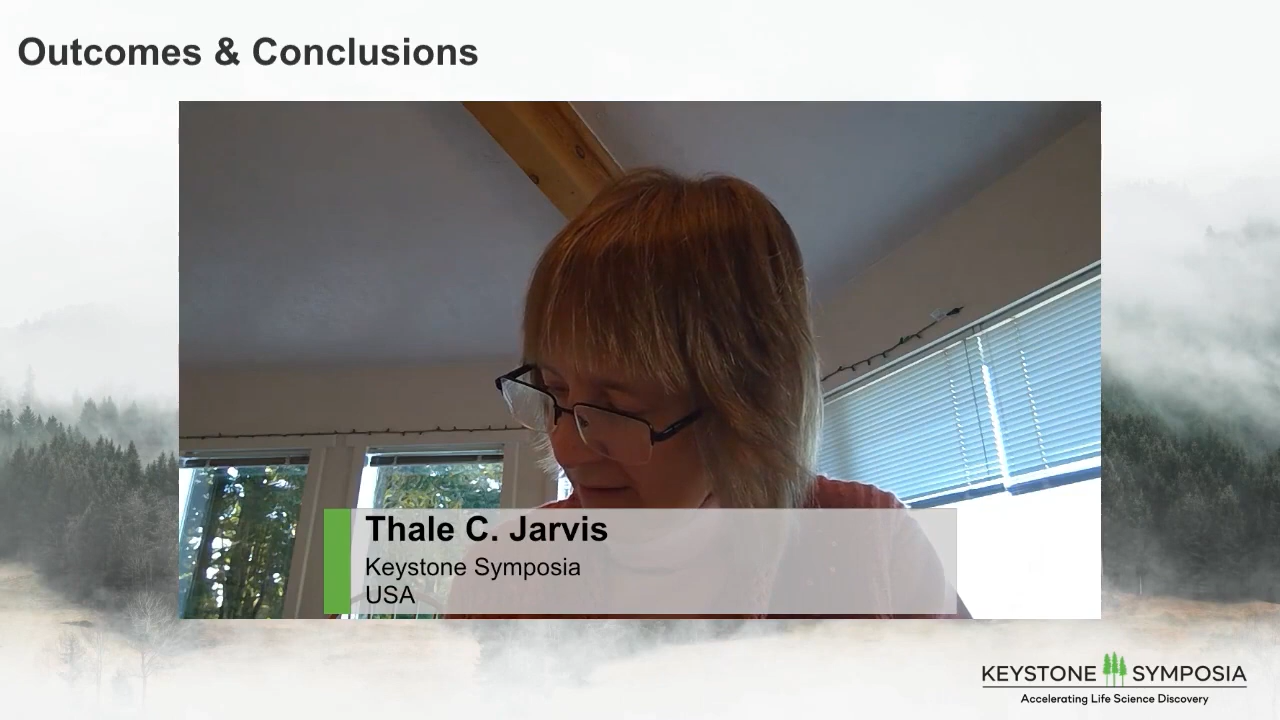 Outcomes & Conclusions
Thale C. Jarvis
Keystone Symposia
USA
KEYSTONE SYMPOSIA
Accelerating Life Science Discovery